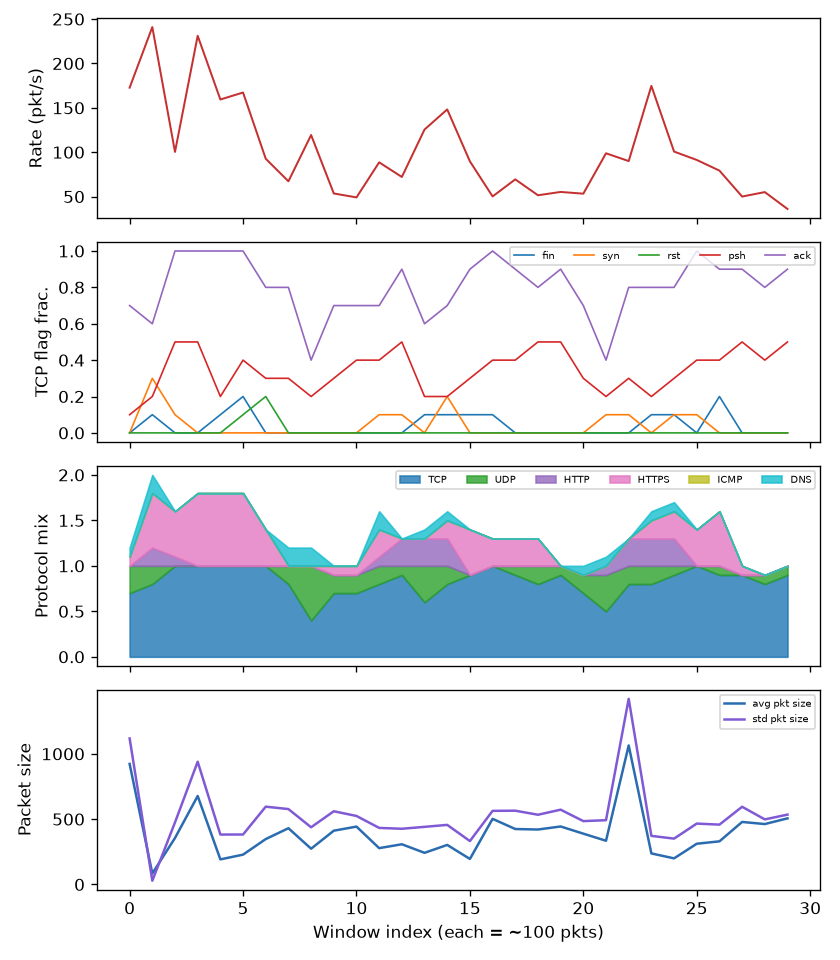 250
200
150
100
50
Rate (pkt/s)
1.0
0.8
0.6
0.4
0.2
0.0
TCP flag frac.
fin syn rst psh ack
2.0
1.5
1.0
0.5
0.0
Protocol mix
TCP UDP HTTP HTTPS ICMP DNS
1000
500
0
Packet size
avg pkt size
std pkt size
0 5 10 15 20 25 30
Window index (each = ~100 pkts)